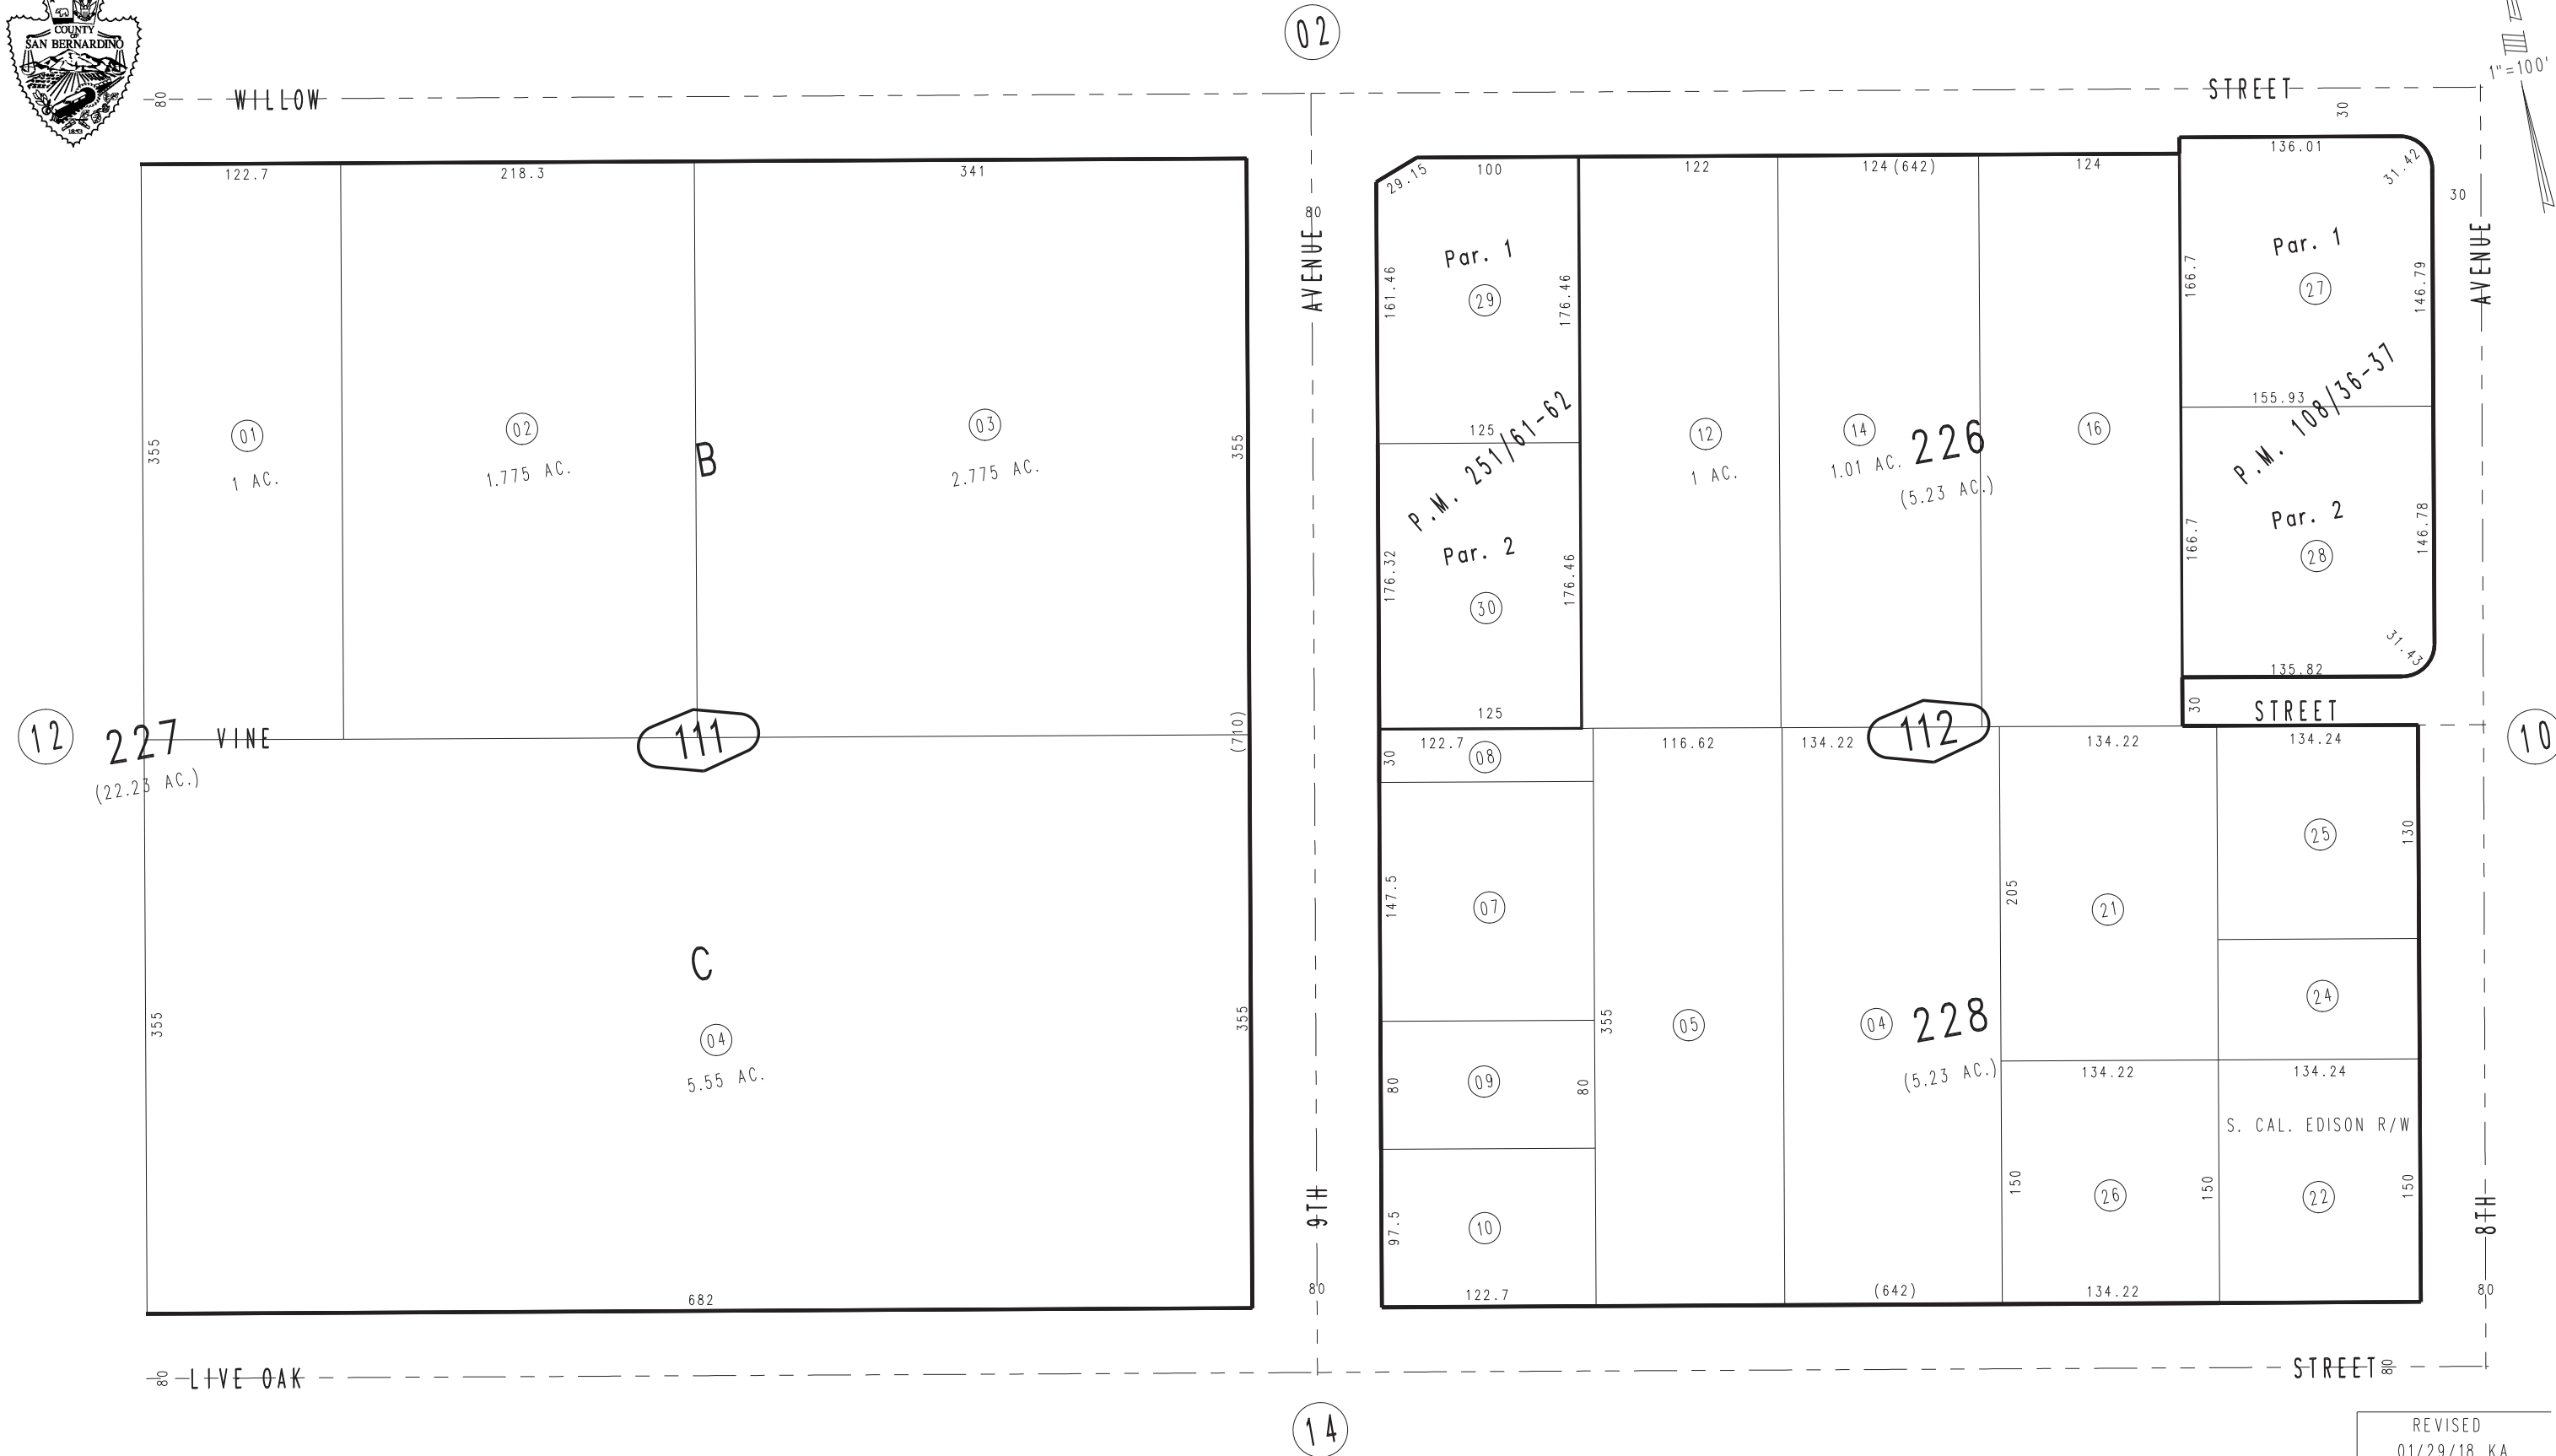 COUNTY
OF
SAN BERNARDINO
1853
02
1"=100'
80 WILLOW STREET
30
122.7 218.3 341
29.15 100 122 124 (642) 124 136.01 31.42
30
80
AVENUE
AVENUE
Par. 1
29
161.46 176.46
Par. 1
27
166.7 146.79
155.93
P.M. 108/36-37
P.M. 251/61-62
125
355
01
1 AC.
02
1.775 AC.
B
03
2.775 AC.
355
12
1 AC.
14
1.01 AC.
226
(5.23 AC.)
16
Par. 2
28
166.7 146.78
Par. 2
30
176.32 176.46
31.43
135.82
125
30
STREET
12
227
(22.23 AC.)
VINE
111
(710)
112
10
122.7 116.62 134.22 134.22 134.24
30
08
25
130
147.5
07
205
21
C
355
04
5.55 AC.
355
355
05
04
228
(5.23 AC.)
24
80
09
80
134.22 134.24
S. CAL. EDISON R/W
9TH
97.5
10
150
26
150
22
150
8TH
682
80
122.7 (642) 134.22
80
80 LIVE OAK STREET 80
14
REVISED
01/29/18 KA